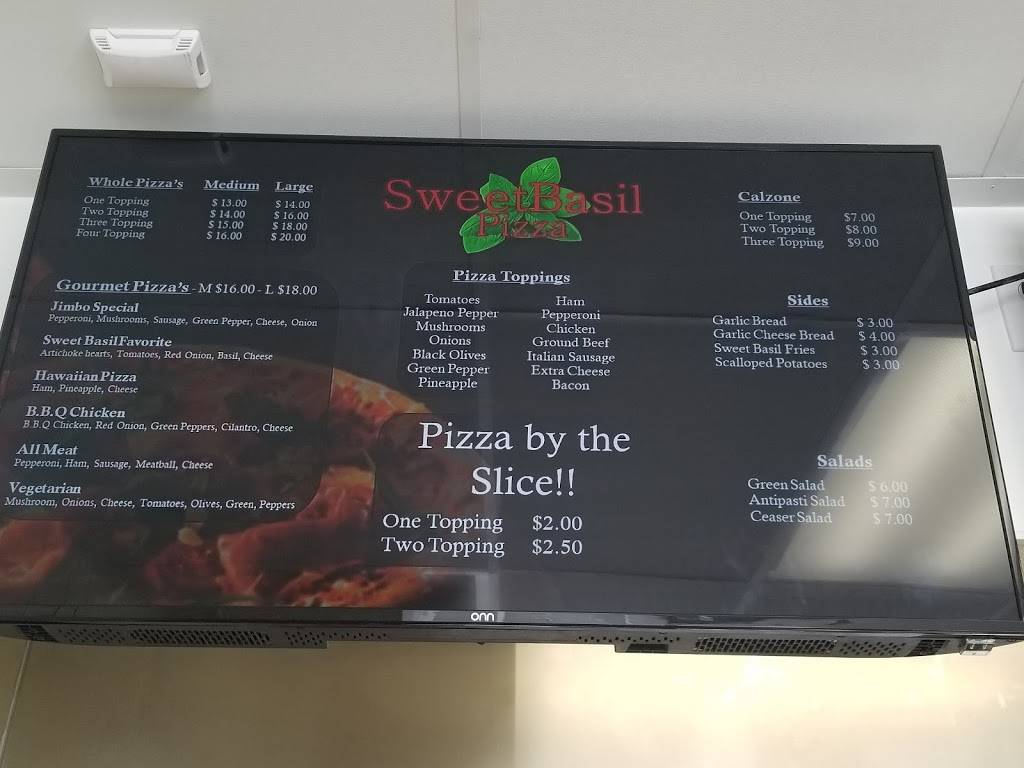 Whole Pizza's Medium Large
One Topping $ 13.00 $ 14.00
Two Topping $ 14.00 $ 16.00
Three Topping $ 15.00 $ 18.00
Four Topping $ 16.00 $ 20.00
Gourmet Pizza's - M $16.00 - L $18.00
Jimbo Special
Pepperoni, Mushrooms, Sausage, Green Pepper, Cheese, Onion
Sweet Basil Favorite
Artichoke hearts, Tomatoes, Red Onion, Basil, Cheese
Hawaiian Pizza
Ham, Pineapple, Cheese
B.B.Q Chicken
B.B.Q Chicken, Red Onion, Green Peppers, Cilantro, Cheese
All Meat
Pepperoni, Ham, Sausage, Meatball, Cheese
Vegetarian
Mushroom, Onions, Cheese, Tomatoes, Olives, Green, Peppers
SweetBasil
Pizza
Pizza Toppings
Tomatoes
Jalapeno Pepper
Mushrooms
Onions
Black Olives
Green Pepper
Pineapple
Ham
Pepperoni
Chicken
Ground Beef
Italian Sausage
Extra Cheese
Bacon
Pizza by the
Slice!!
One Topping $2.00
Two Topping $2.50
Calzone
One Topping $7.00
Two Topping $8.00
Three Topping $9.00
Sides
Garlic Bread $ 3.00
Garlic Cheese Bread $ 4.00
Sweet Basil Fries $ 3.00
Scalloped Potatoes $ 3.00
Salads
Green Salad $ 6.00
Antipasti Salad $ 7.00
Ceaser Salad $ 7.00
onn